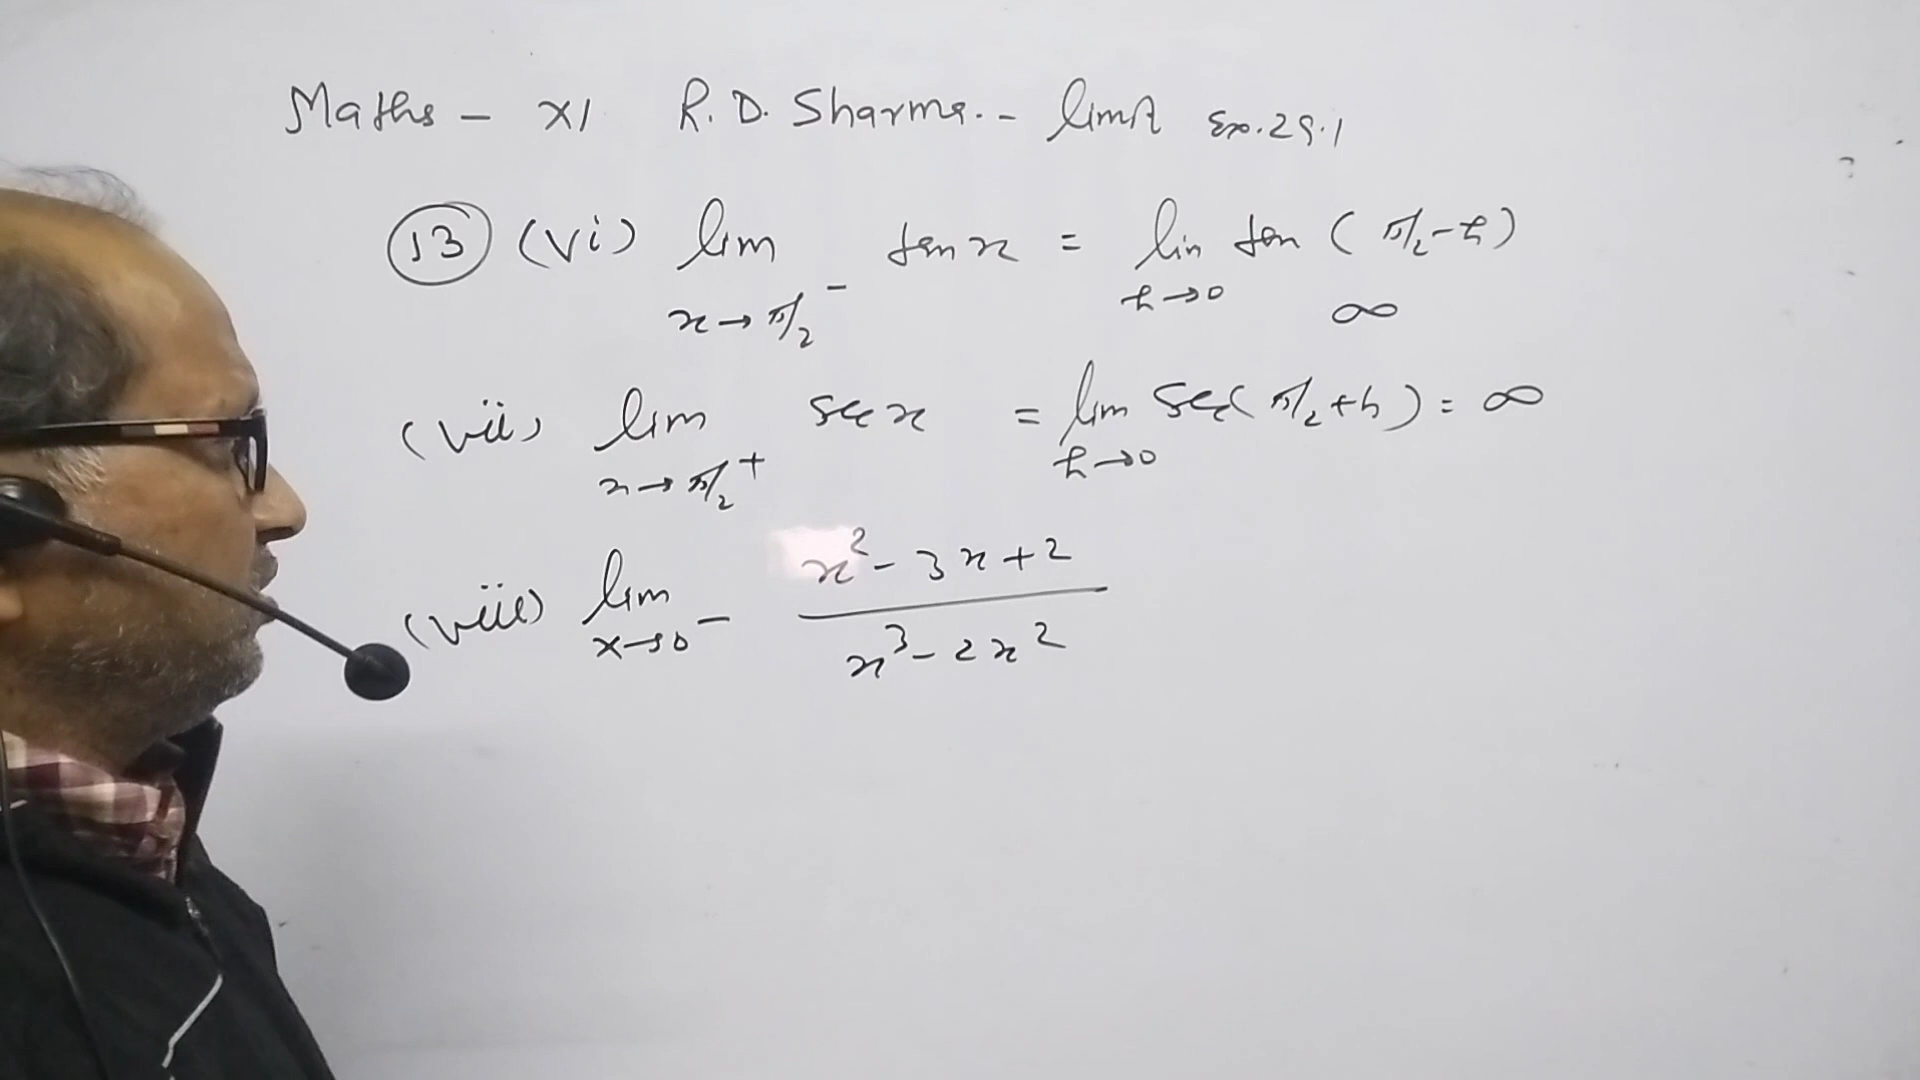 Maths - XI R.D. Sharma. - limit Ex. 29.1
13 (vi) lim x→π/2⁻ tan x = lim h→0 tan (π/2-h)
∞
(vii) lim x→π/2⁺ sec x = lim h→0 sec(π/2+h) = ∞
(viii) lim x→0⁻ x²-3x+2 / x³-2x²